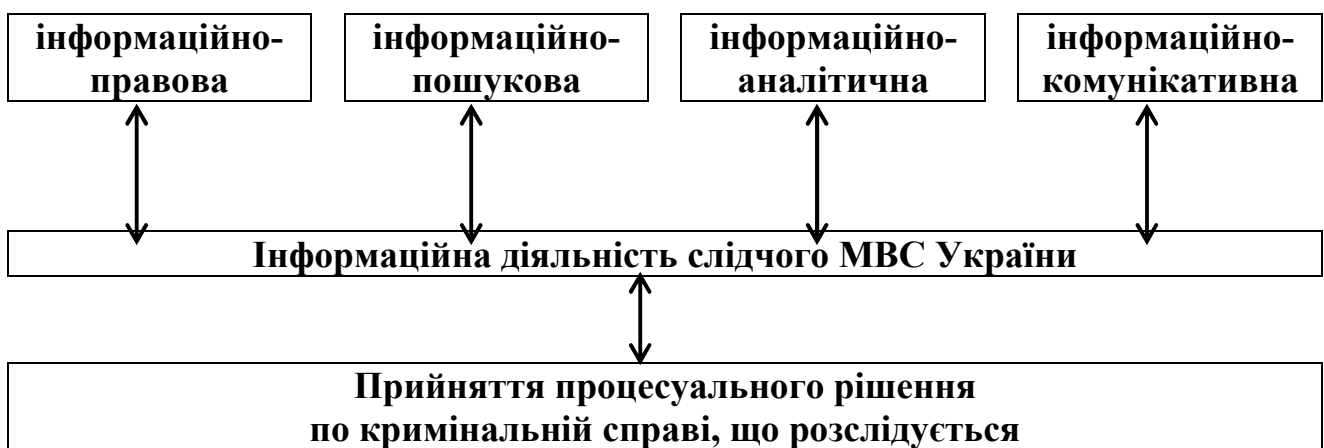 інформаційно-
правова
інформаційно-
пошукова
інформаційно-
аналітична
інформаційно-
комунікативна
Інформаційна діяльність слідчого МВС України
Прийняття процесуального рішення
по кримінальній справі, що розслідується